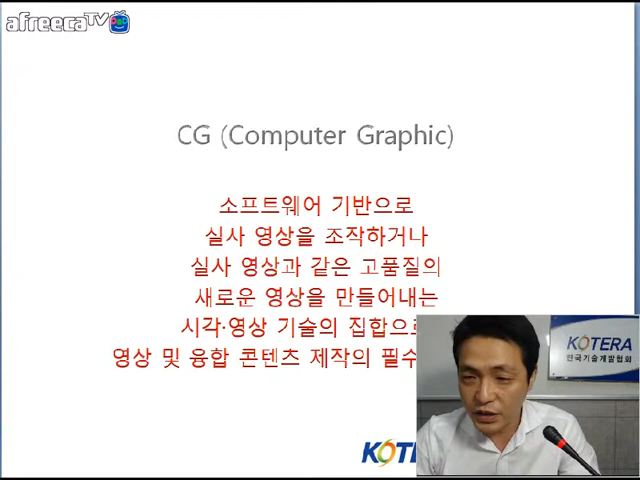 afreecaTV
CG (Computer Graphic)
소프트웨어 기반으로
실사 영상을 조작하거나
실사 영상과 같은 고품질의
새로운 영상을 만들어내는
시각·영상 기술의 집합으로
영상 및 융합 콘텐츠 제작의
KOTERA
한국기술개발협회